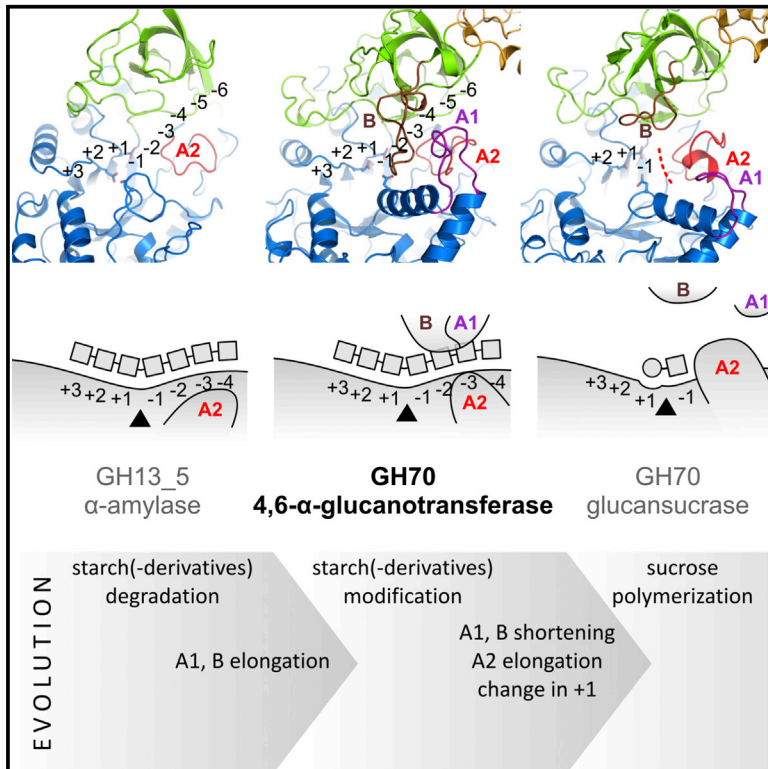 -6
-5
-4
-3
-2
-1
+1
+2
+3
A2
B
-6
-5
-4
-3
-2
-1
+1
+2
+3
A1
A2
B
-1
+1
+2
+3
A2
A1
B
A1
B
A1
B
+3
+2
+1
-1
-2
-3
-4
A2
+3
+2
+1
-1
-2
-3
-4
A2
+3
+2
+1
-1
A2
GH13_5
α-amylase
GH70
4,6-α-glucanotransferase
GH70
glucansucrase
EVOLUTION
starch(-derivatives)
degradation
A1, B elongation
starch(-derivatives)
modification
A1, B shortening
A2 elongation
change in +1
sucrose
polymerization